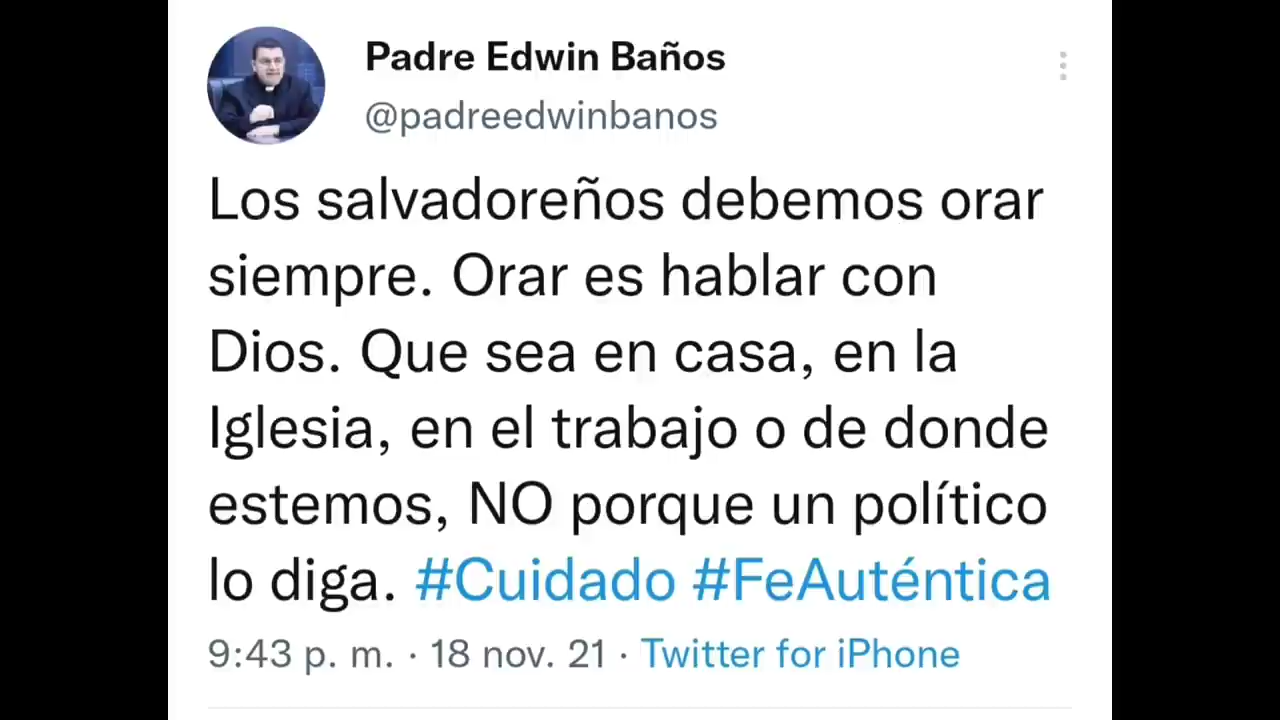 Padre Edwin Baños
@padreedwinbanos
Los salvadoreños debemos orar
siempre. Orar es hablar con
Dios. Que sea en casa, en la
Iglesia, en el trabajo o de donde
estemos, NO porque un político
lo diga. #Cuidado #FeAuténtica
9:43 p. m. · 18 nov. 21 · Twitter for iPhone